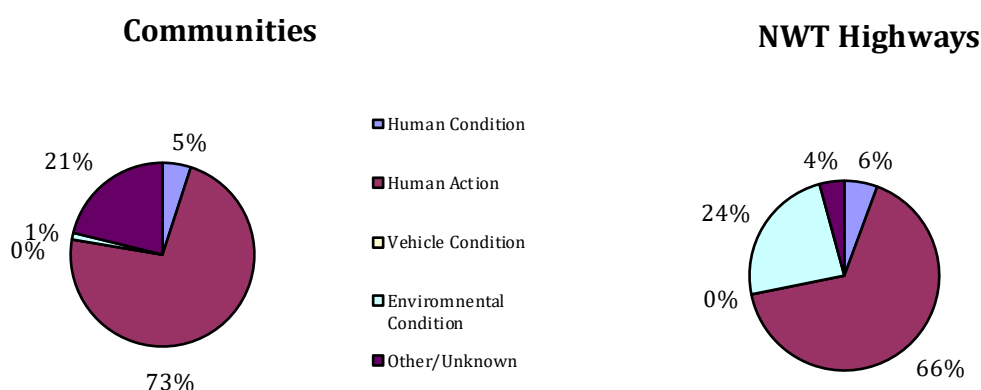 Communities
5%
21%
1%
0%
73%
Human Condition
Human Action
Vehicle Condition
Enviromnental
Condition
Other/Unknown
NWT Highways
4%
6%
24%
0%
66%